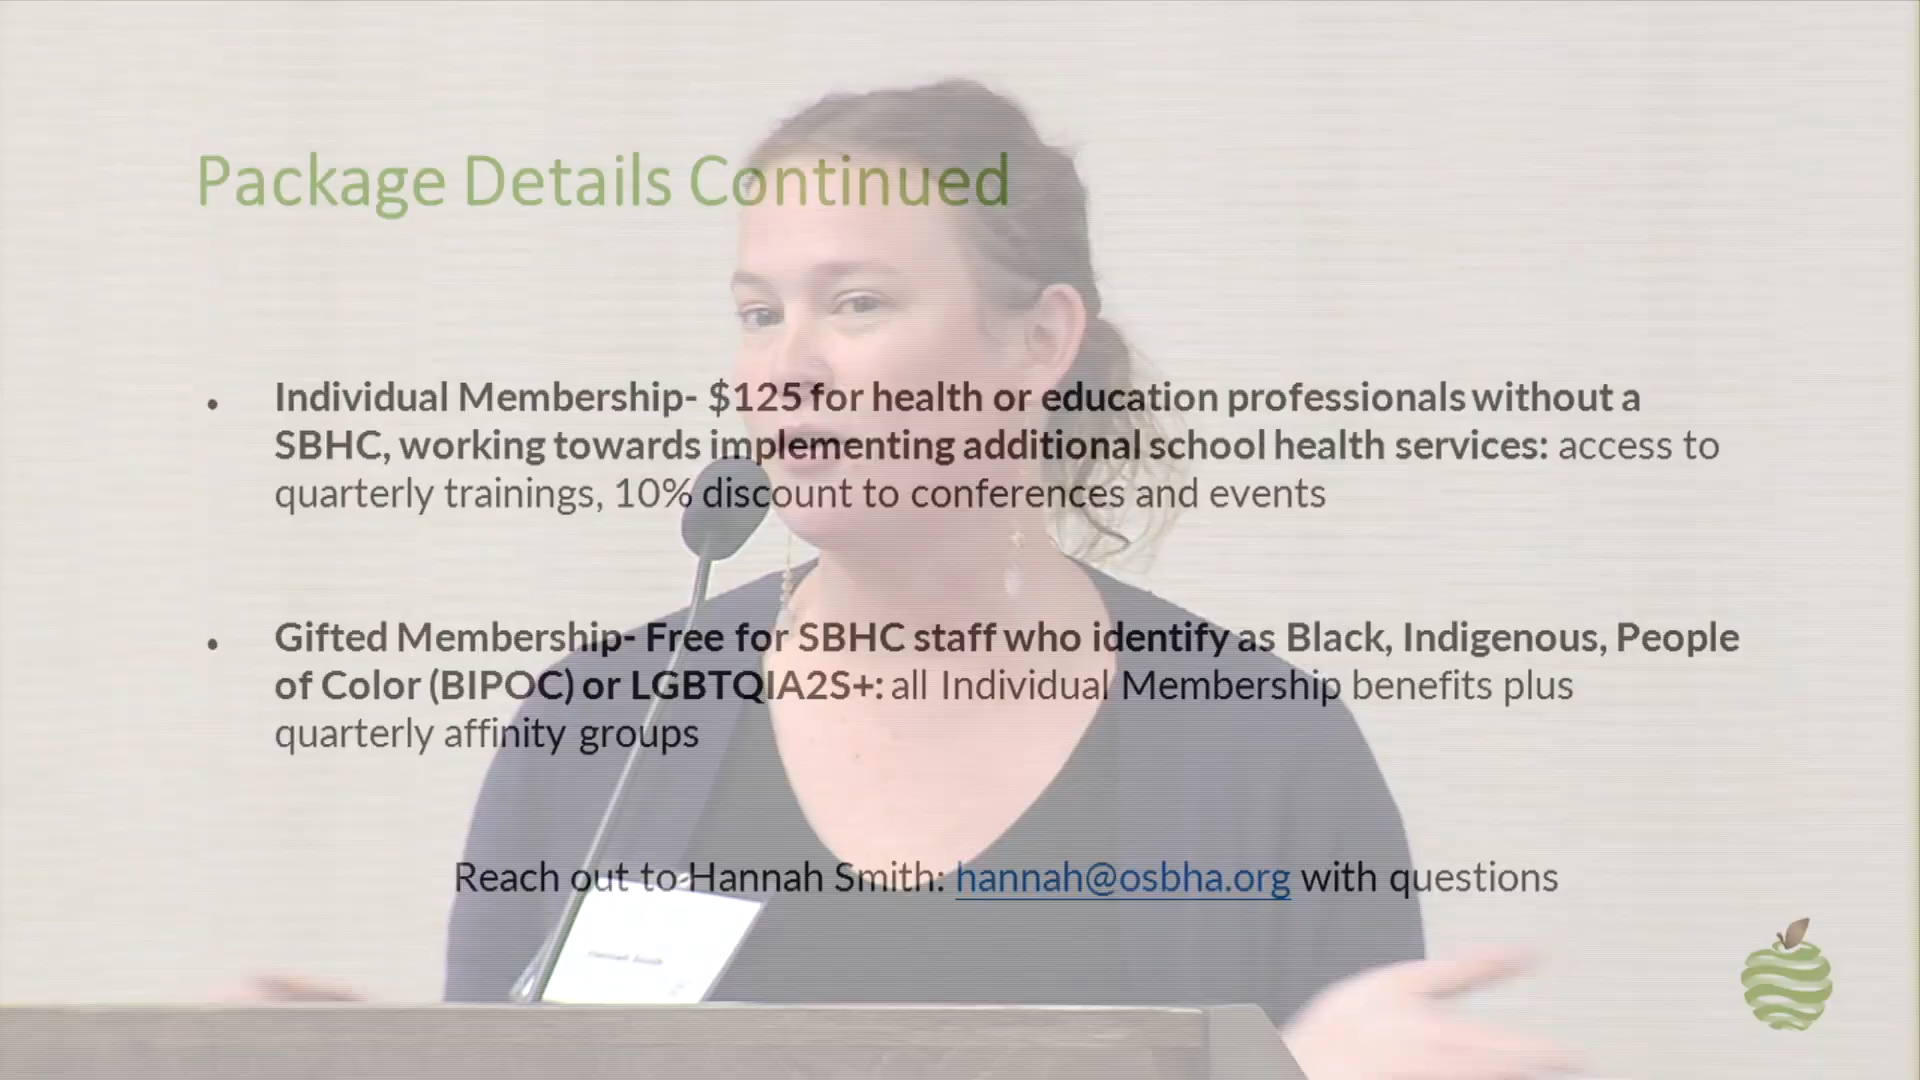 Package Details Continued
• Individual Membership- $125 for health or education professionals without a
SBHC, working towards implementing additional school health services: access to
quarterly trainings, 10% discount to conferences and events
• Gifted Membership- Free for SBHC staff who identify as Black, Indigenous, People
of Color (BIPOC) or LGBTQIA2S+: all Individual Membership benefits plus
quarterly affinity groups
Reach out to Hannah Smith: hannah@osbha.org with questions
Hannah Smith